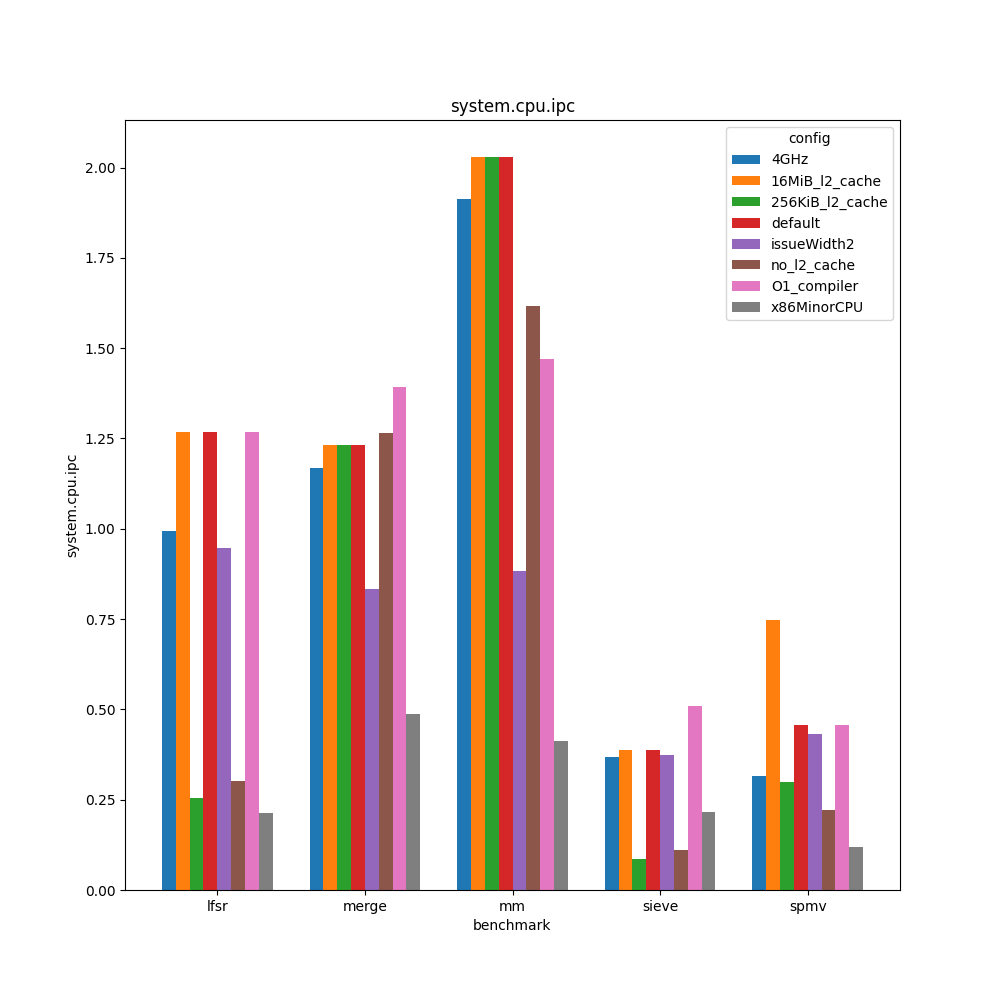 system.cpu.ipc
config
4GHz
16MiB_l2_cache
256KiB_l2_cache
default
issueWidth2
no_l2_cache
O1_compiler
x86MinorCPU
system.cpu.ipc
2.00
1.75
1.50
1.25
1.00
0.75
0.50
0.25
0.00
lfsr merge mm sieve spmv
benchmark